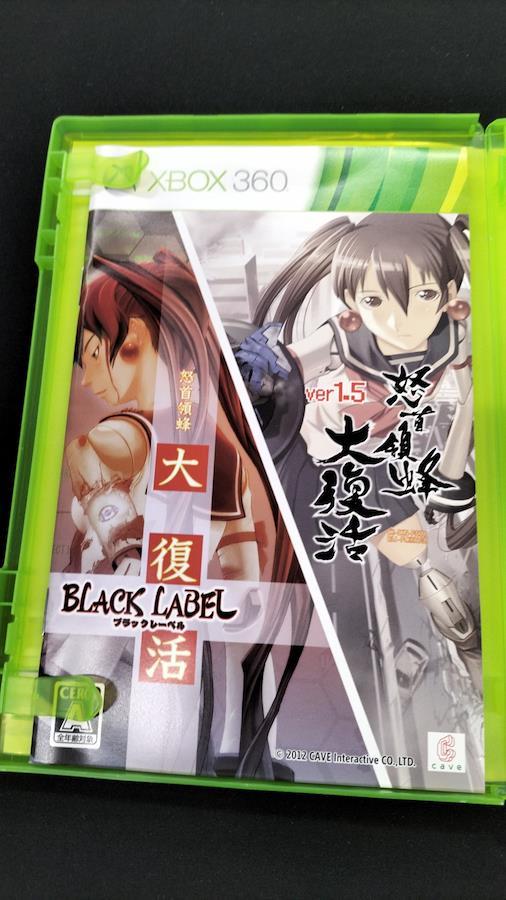 XBOX 360
ver1.5
怒首領蜂
大復活
怒首領蜂
大
復
活
BLACK LABEL
ブラックレーベル
CERO
A
全年齢対象
© 2012 CAVE Interactive CO.,LTD.
cave